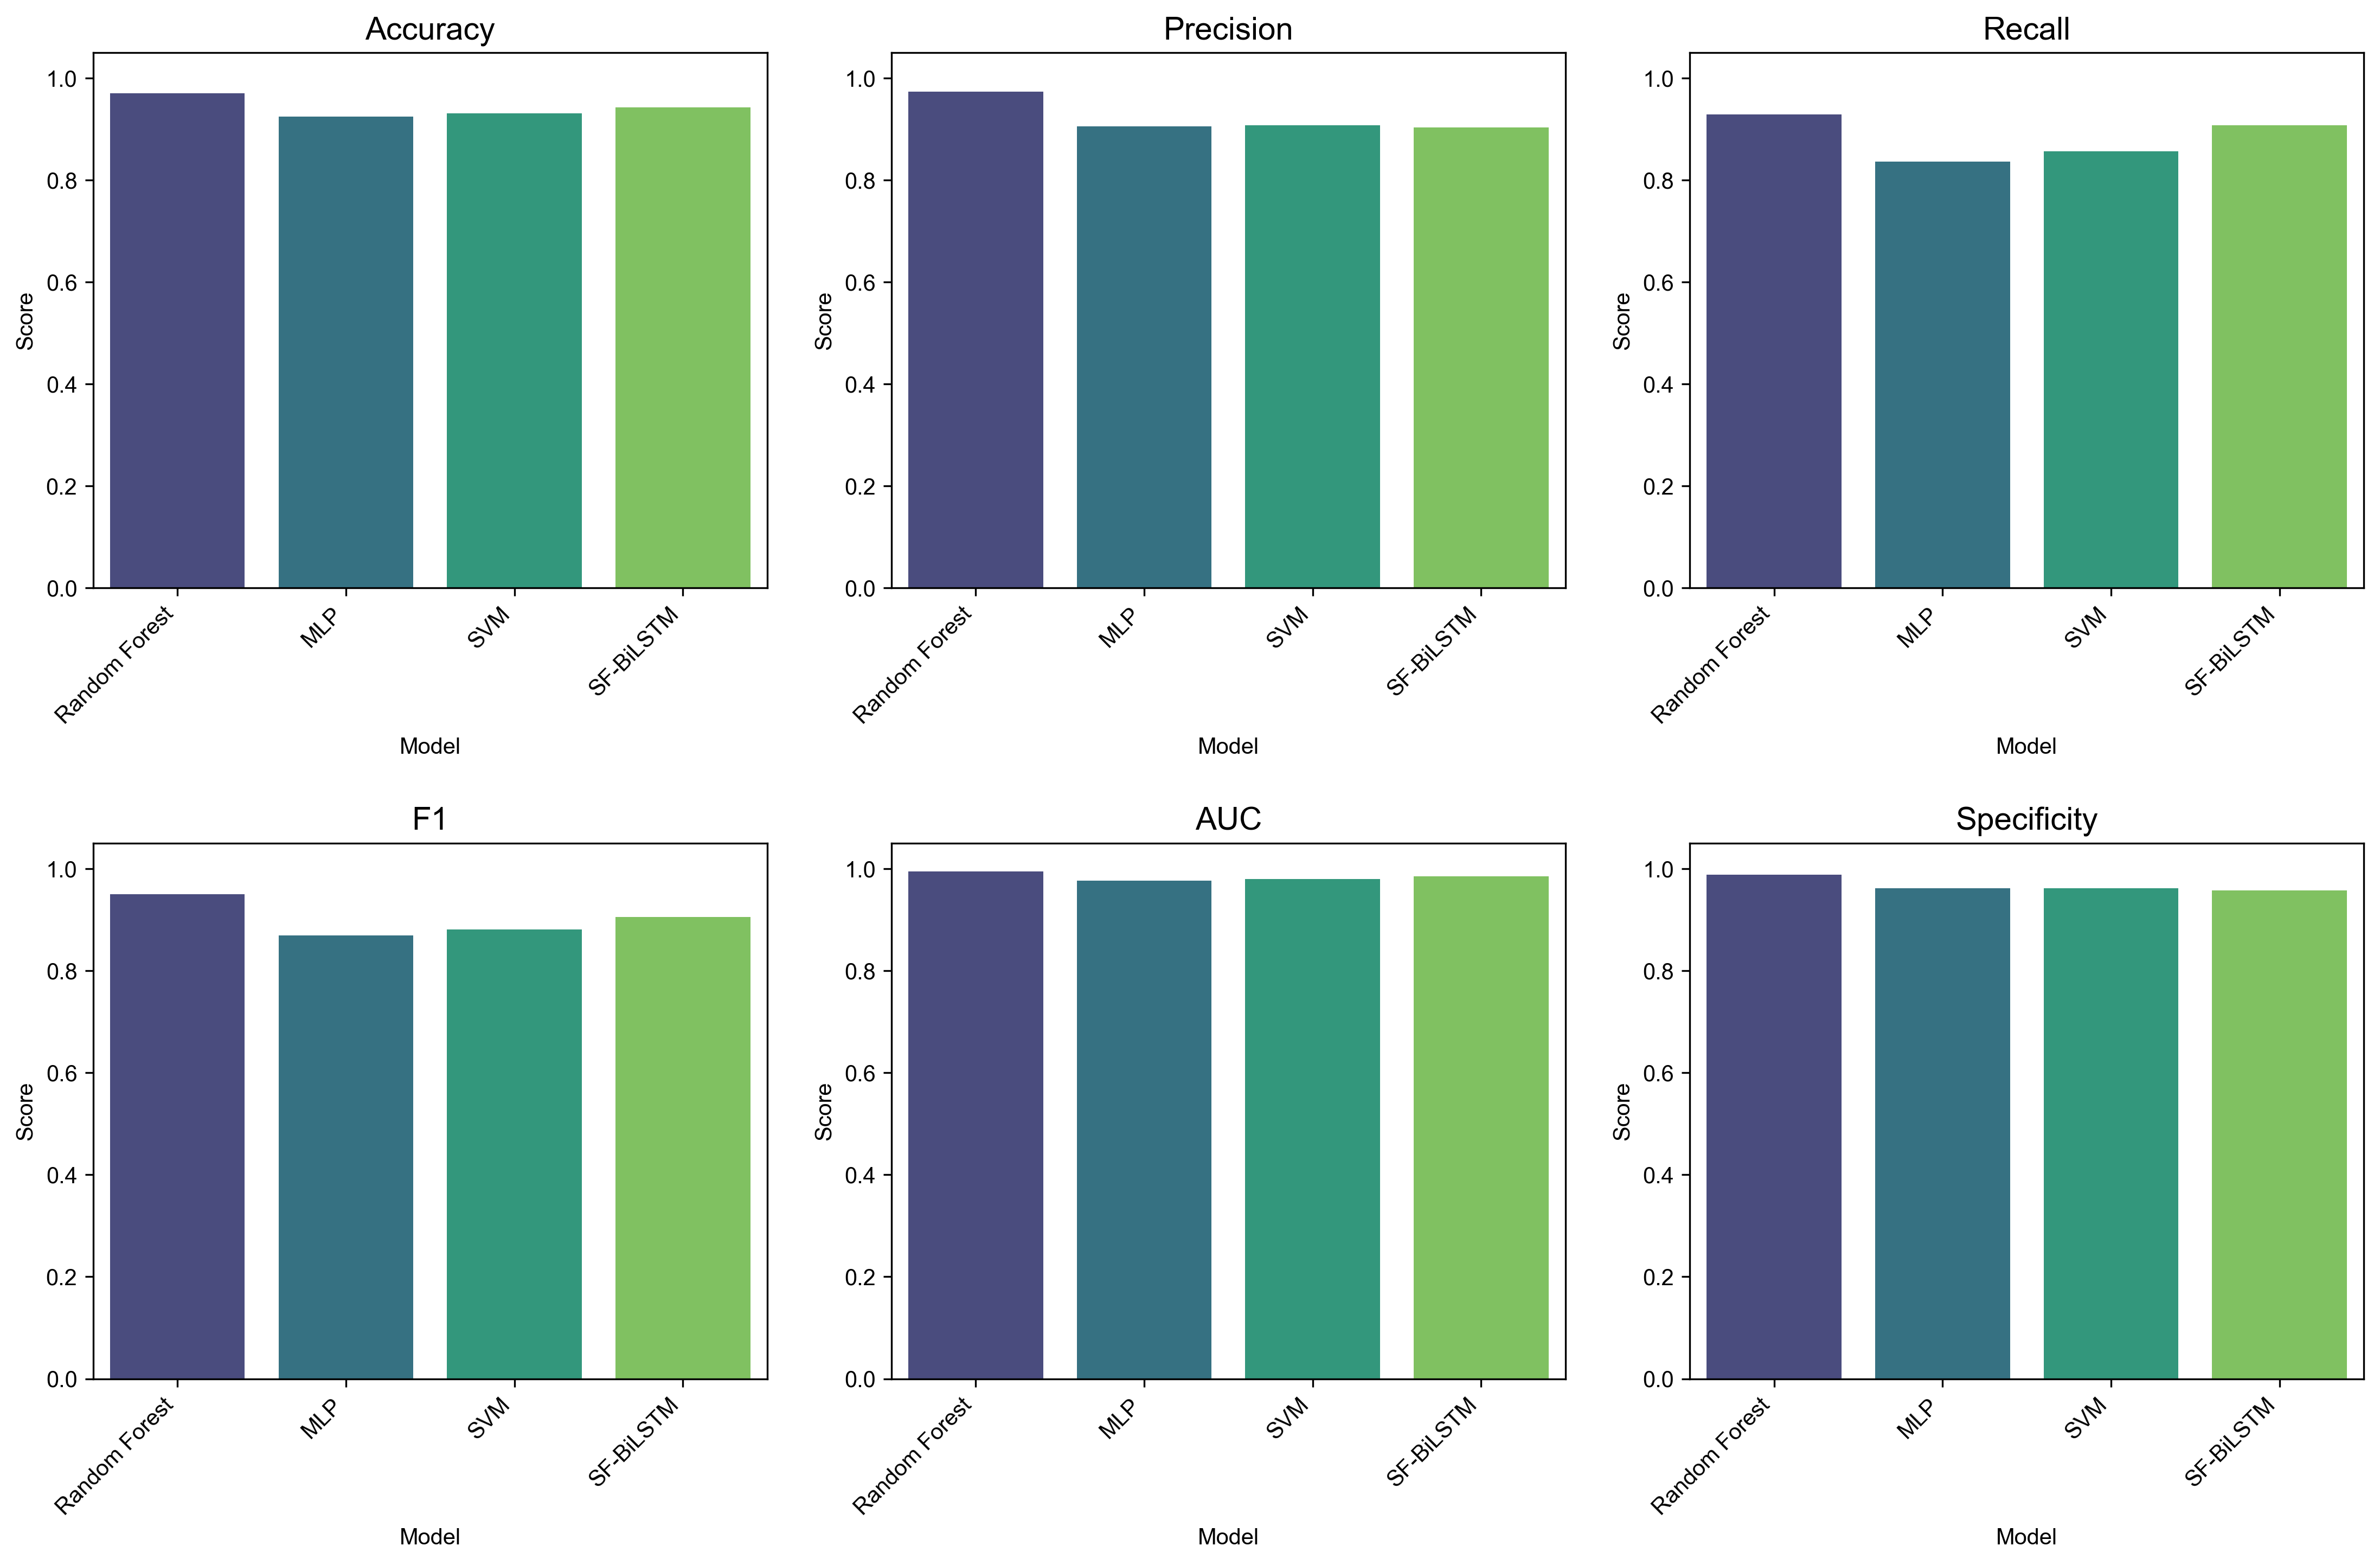 Accuracy
Precision
Recall
1.0
0.8
0.6
0.4
0.2
0.0
Score
Random Forest
MLP
SVM
SF-BiLSTM
Model
1.0
0.8
0.6
0.4
0.2
0.0
Score
Random Forest
MLP
SVM
SF-BiLSTM
Model
1.0
0.8
0.6
0.4
0.2
0.0
Score
Random Forest
MLP
SVM
SF-BiLSTM
Model
F1
AUC
Specificity
1.0
0.8
0.6
0.4
0.2
0.0
Score
Random Forest
MLP
SVM
SF-BiLSTM
Model
1.0
0.8
0.6
0.4
0.2
0.0
Score
Random Forest
MLP
SVM
SF-BiLSTM
Model
1.0
0.8
0.6
0.4
0.2
0.0
Score
Random Forest
MLP
SVM
SF-BiLSTM
Model